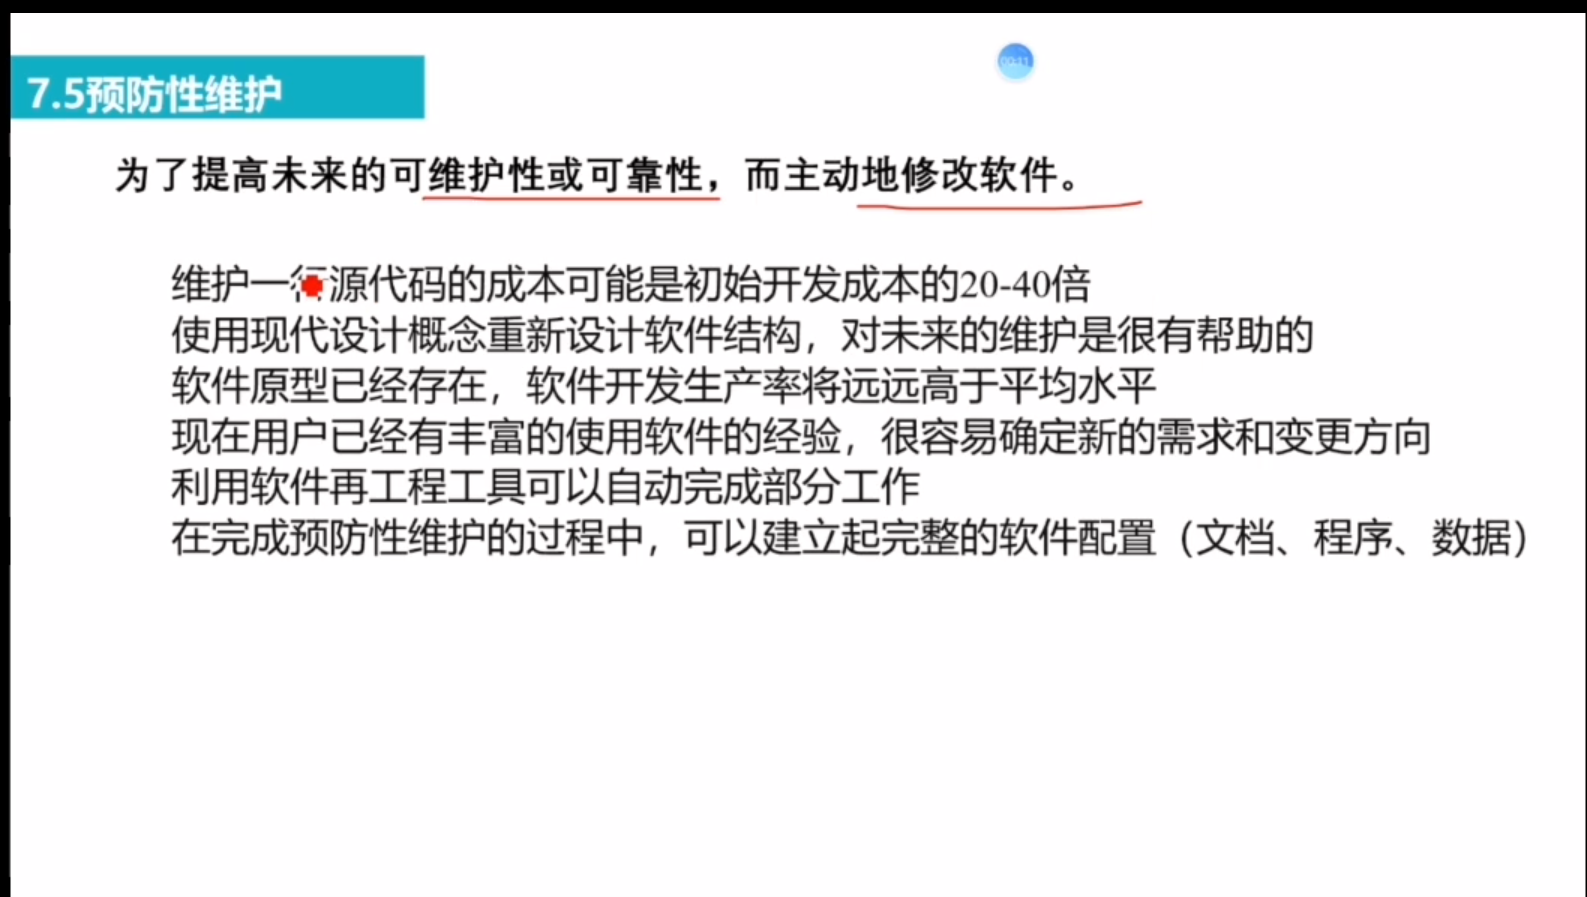 00:11
7.5预防性维护
为了提高未来的可维护性或可靠性，而主动地修改软件。
维护一行源代码的成本可能是初始开发成本的20-40倍
使用现代设计概念重新设计软件结构，对未来的维护是很有帮助的
软件原型已经存在，软件开发生产率将远远高于平均水平
现在用户已经有丰富的使用软件的经验，很容易确定新的需求和变更方向
利用软件再工程工具可以自动完成部分工作
在完成预防性维护的过程中，可以建立起完整的软件配置（文档、程序、数据）